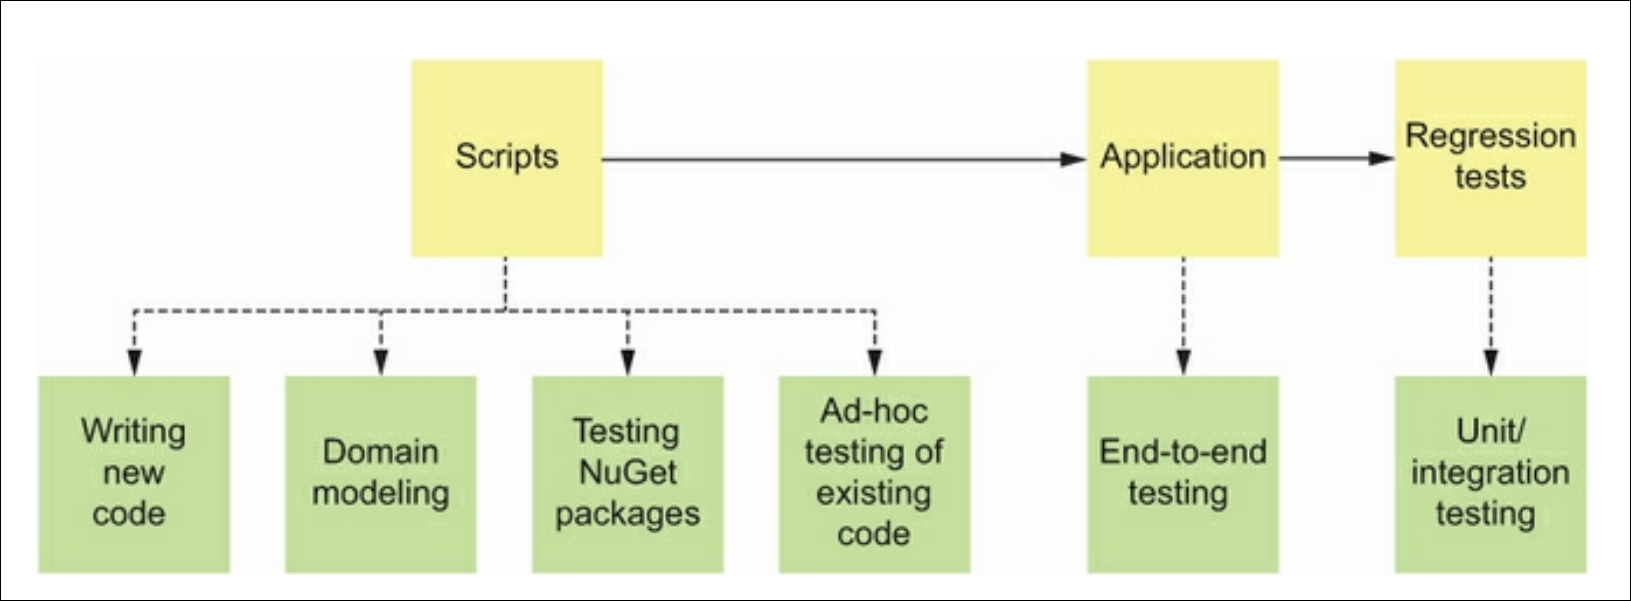 Scripts
Application
Regression
tests
Writing
new
code
Domain
modeling
Testing
NuGet
packages
Ad-hoc
testing of
existing
code
End-to-end
testing
Unit/
integration
testing